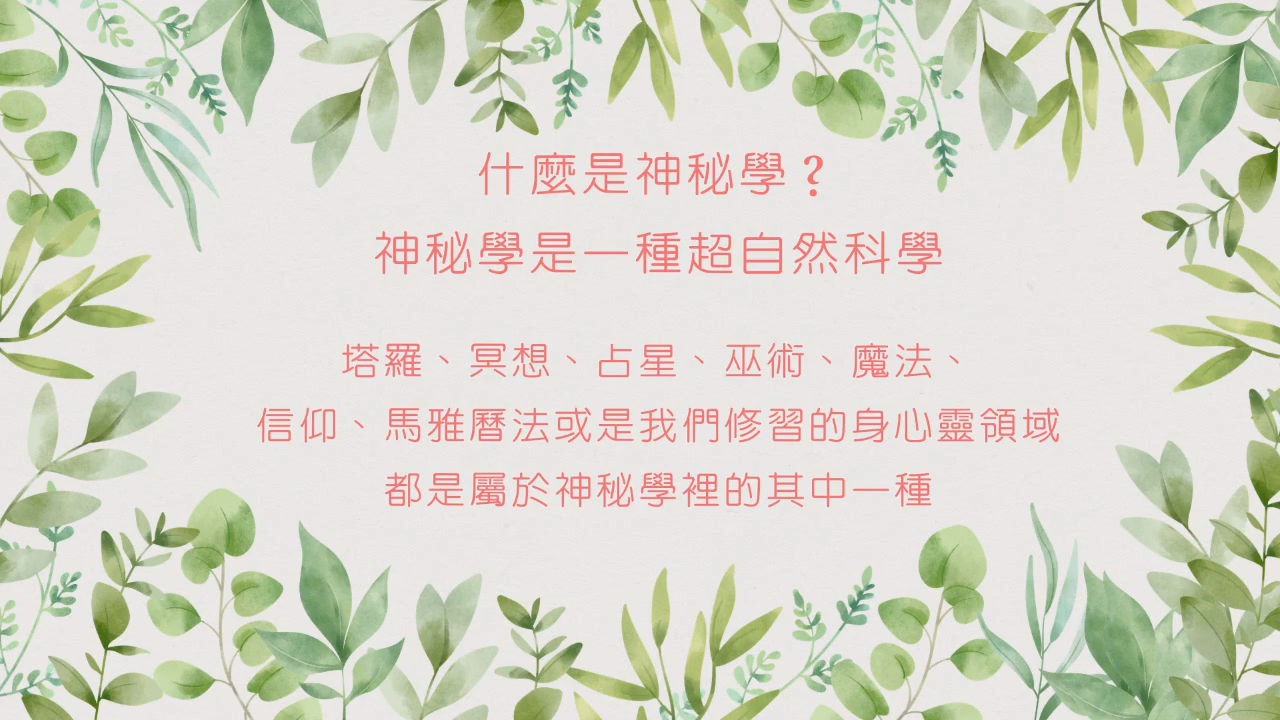 什麼是神秘學？
神秘學是一種超自然科學
塔羅、冥想、占星、巫術、魔法、
信仰、馬雅曆法或是我們修習的身心靈領域
都是屬於神秘學裡的其中一種